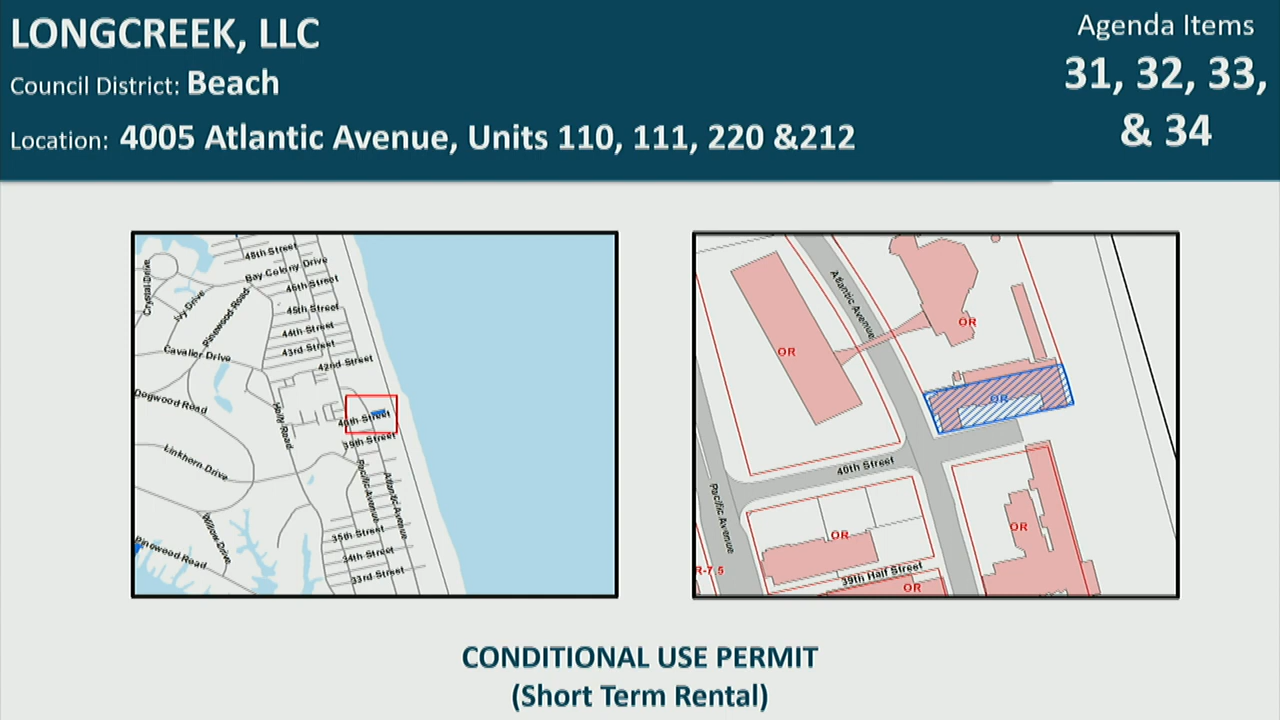 LONGCREEK, LLC
Council District: Beach
Location: 4005 Atlantic Avenue, Units 110, 111, 220 &212
Agenda Items
31, 32, 33,
& 34
48th Street
Bay Colony Drive
46th Street
45th Street
44th Street
43rd Street
42nd Street
40th Street
39th Street
35th Street
34th Street
33rd Street
Crystal Drive
Ivy Drive
Pinewood Road
Cavalier Drive
Dogwood Road
Holly Road
Linkhorn Drive
Willow Drive
Pinewood Road
Pacific Avenue
Atlantic Avenue
Atlantic Avenue
OR
OR
OR
40th Street
Pacific Avenue
OR
OR
R-7.5
39th Half Street
OR
CONDITIONAL USE PERMIT
(Short Term Rental)